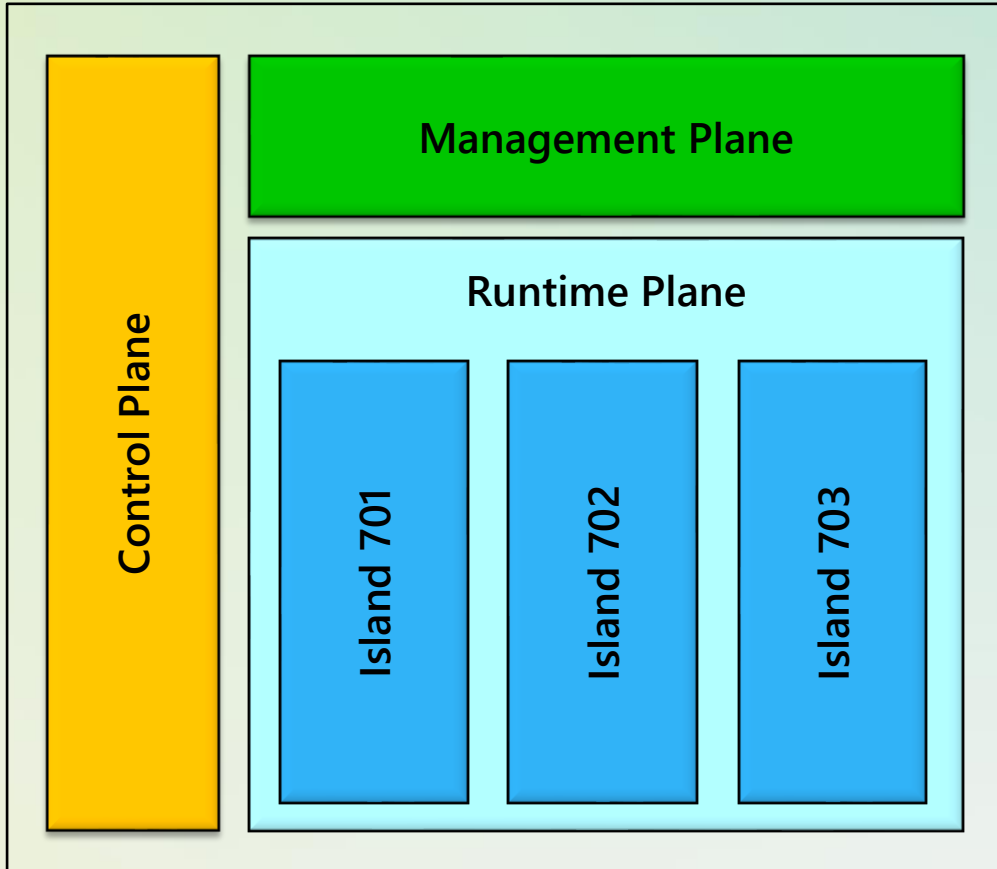 Control Plane
Management Plane
Runtime Plane
Island 701
Island 702
Island 703